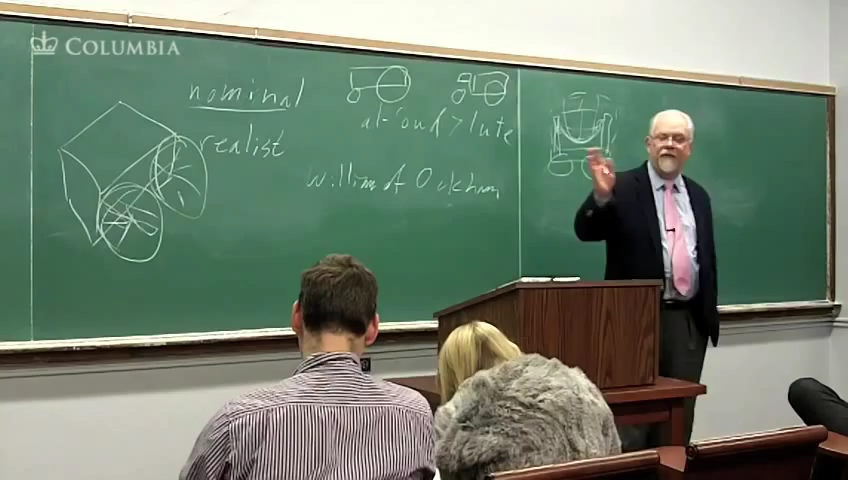 COLUMBIA
nominal
realist
al-'oud > lute
william of Ockham